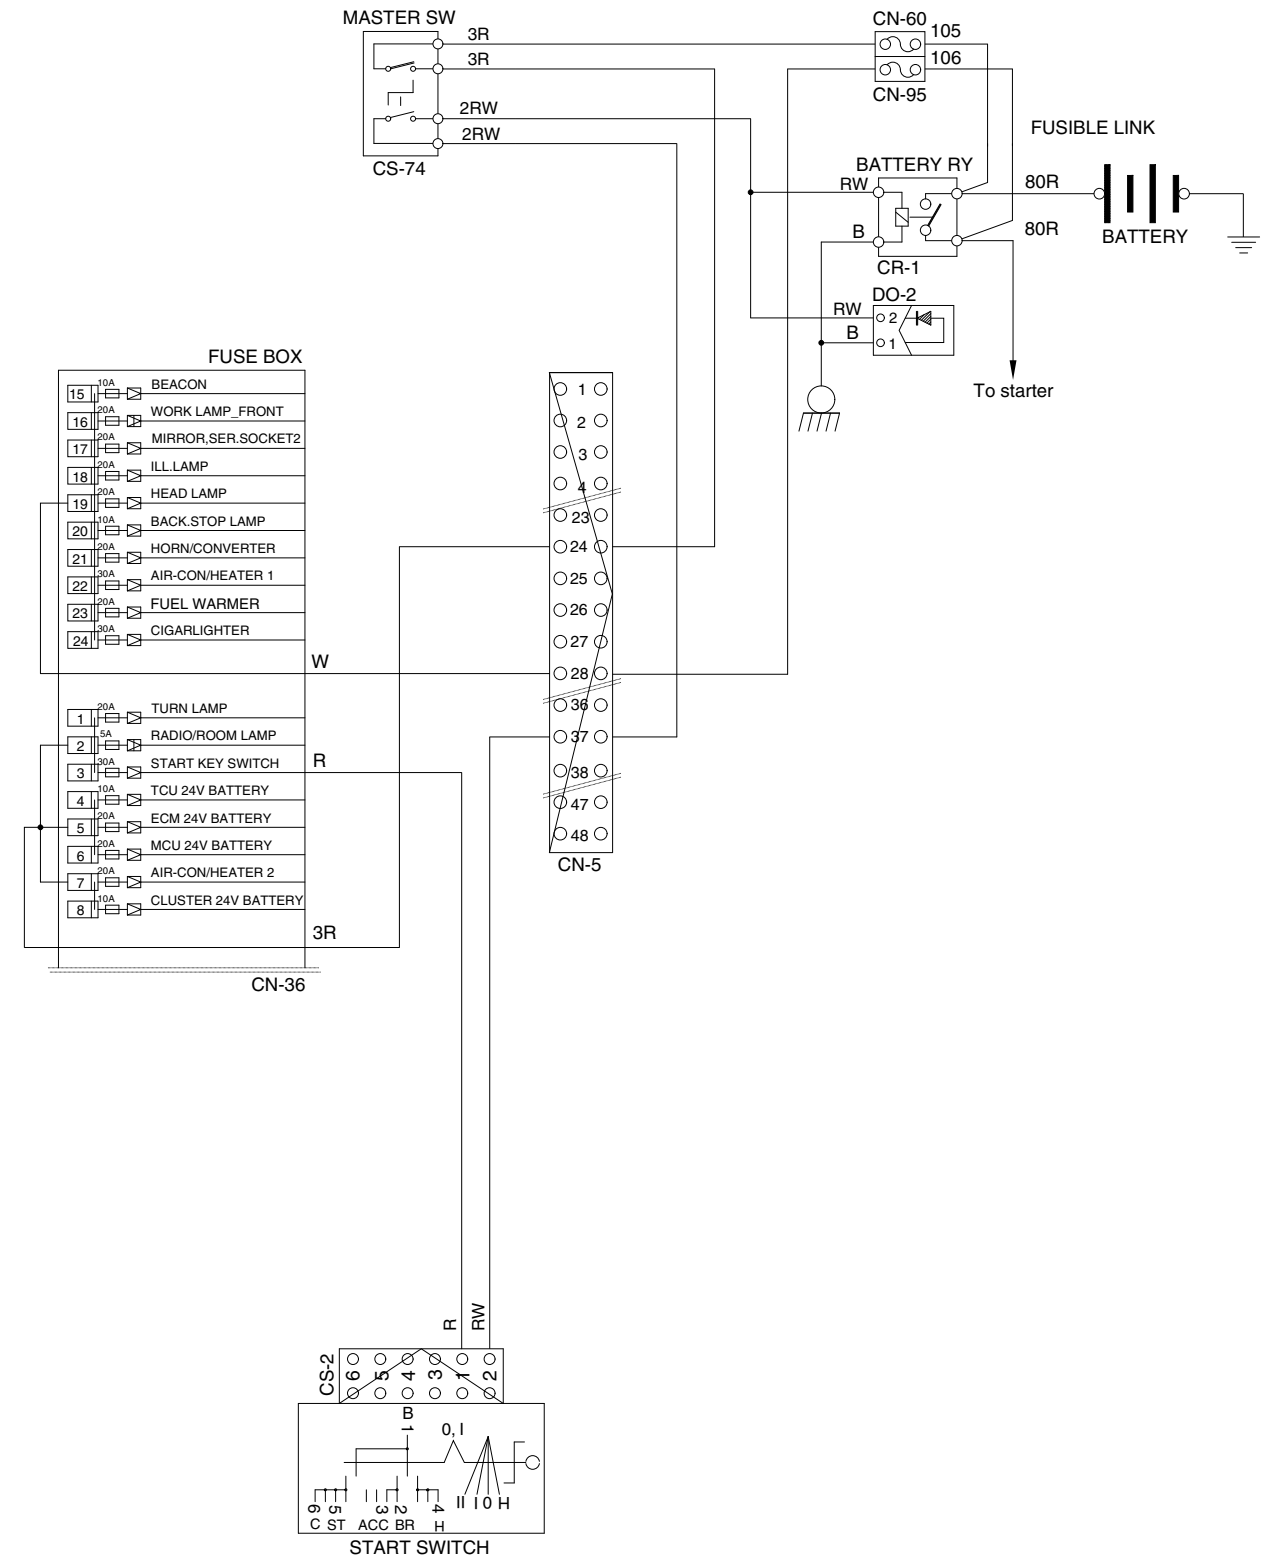 MASTER SW
CS-74
3R
3R
2RW
2RW
CN-60
105
106
CN-95
FUSIBLE LINK
BATTERY RY
RW
B
CR-1
80R
80R
BATTERY
DO-2
RW
2
B
1
To starter
FUSE BOX
15 10A BEACON
16 20A WORK LAMP_FRONT
17 20A MIRROR,SER.SOCKET2
18 20A ILL.LAMP
19 20A HEAD LAMP
20 10A BACK.STOP LAMP
21 20A HORN/CONVERTER
22 30A AIR-CON/HEATER 1
23 20A FUEL WARMER
24 30A CIGARLIGHTER
W
1 20A TURN LAMP
2 5A RADIO/ROOM LAMP
3 30A START KEY SWITCH
R
4 10A TCU 24V BATTERY
5 20A ECM 24V BATTERY
6 20A MCU 24V BATTERY
7 20A AIR-CON/HEATER 2
8 10A CLUSTER 24V BATTERY
3R
CN-36
1
2
3
4
23
24
25
26
27
28
36
37
38
47
48
CN-5
R
RW
CS-2
6 5 4 3 1 2
B
1
0, I
II I 0 H
6 5 3 2 4
C ST ACC BR H
START SWITCH